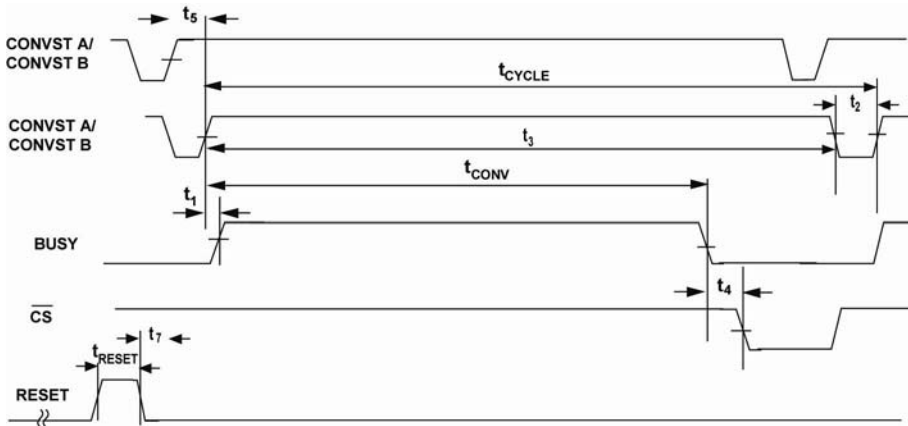 t5
CONVST A/
CONVST B
tCYCLE
t2
CONVST A/
CONVST B
t3
tCONV
t1
BUSY
t4
CS
t7
tRESET
RESET